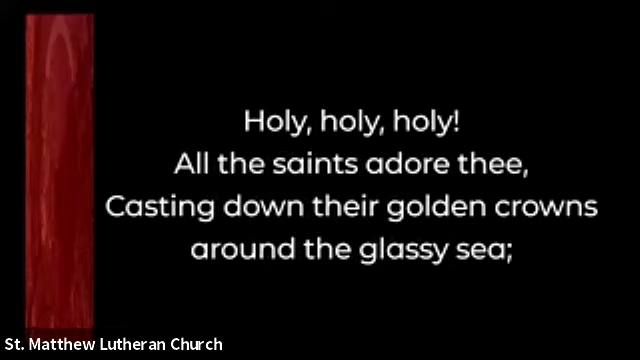 Holy, holy, holy!
All the saints adore thee,
Casting down their golden crowns
around the glassy sea;
St. Matthew Lutheran Church